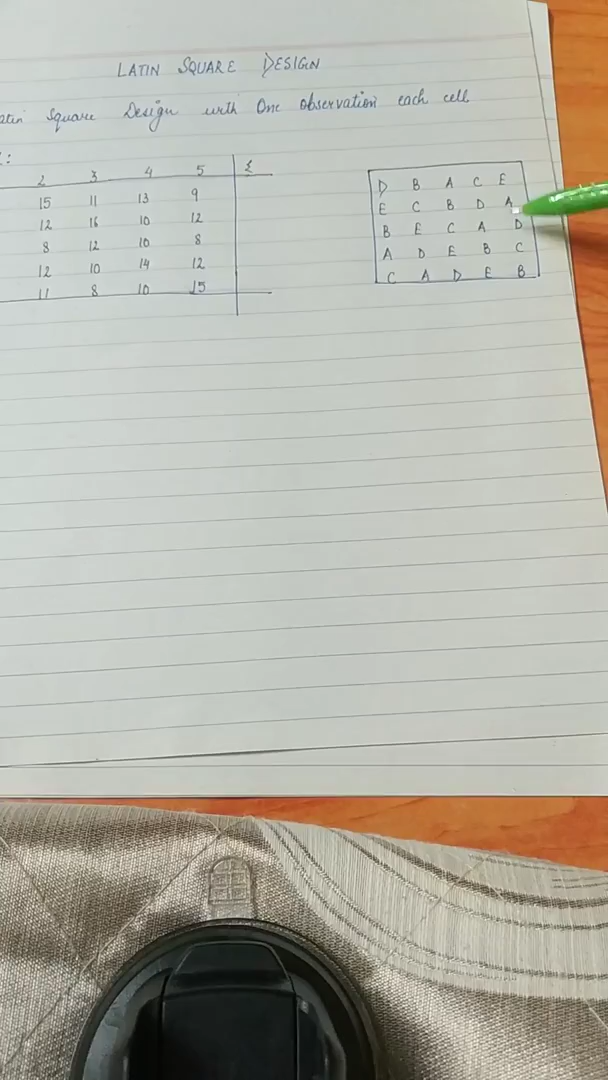 LATIN SQUARE DESIGN
Square Design with One observation each cell
:
2 3 4 5 Σ
15 11 13 9
12 16 10 12
8 12 10 8
12 10 14 12
11 8 10 15
D B A C E
E C B D A
B E C A D
A D E B C
C A D E B